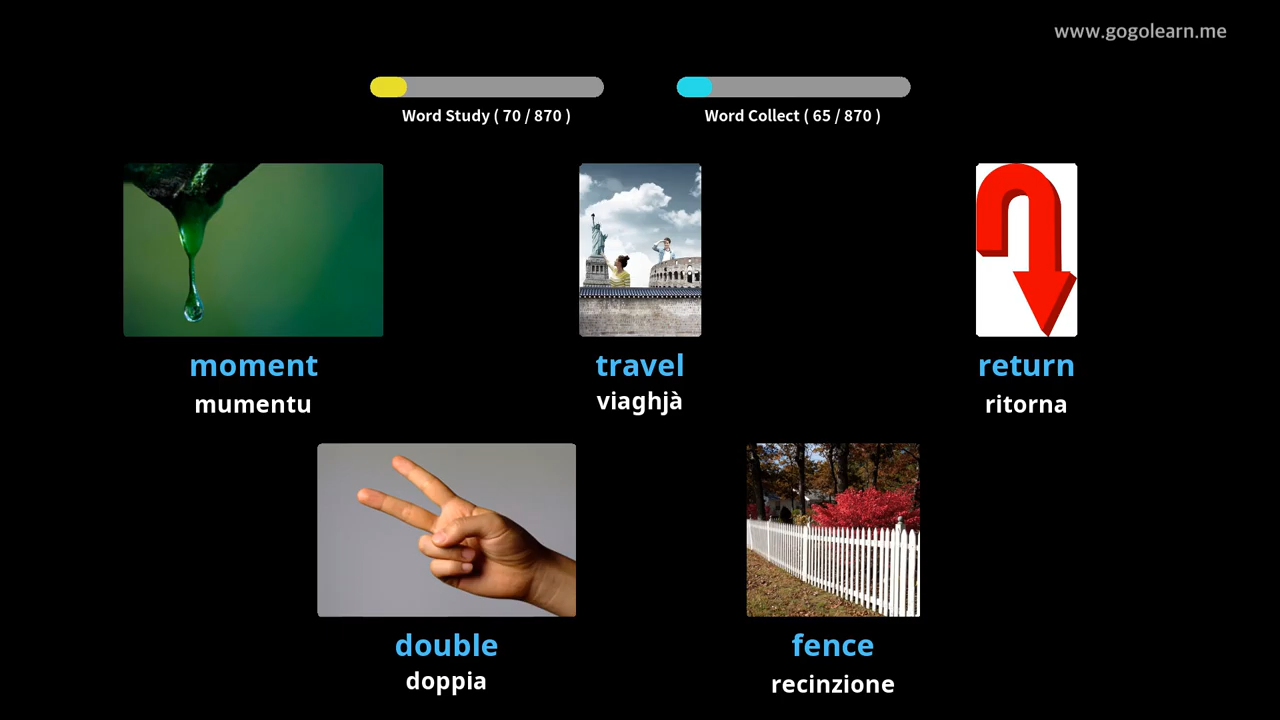 www.gogolearn.me
Word Study ( 70 / 870 )
Word Collect ( 65 / 870 )
moment
mumentu
travel
viaghjà
return
ritorna
double
doppia
fence
recinzione